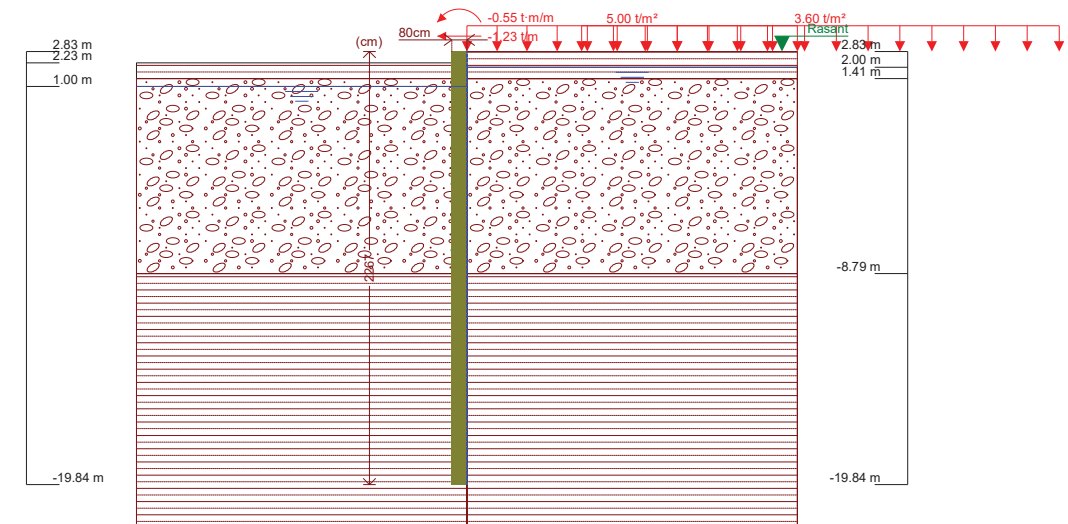 -0.55 t·m/m
5.00 t/m²
3.60 t/m²
80cm
-1.23 t/m
Rasant
(cm)
2.83 m
2.83 m
2.23 m
2.00 m
1.41 m
1.00 m
2267
-8.79 m
-19.84 m
-19.84 m